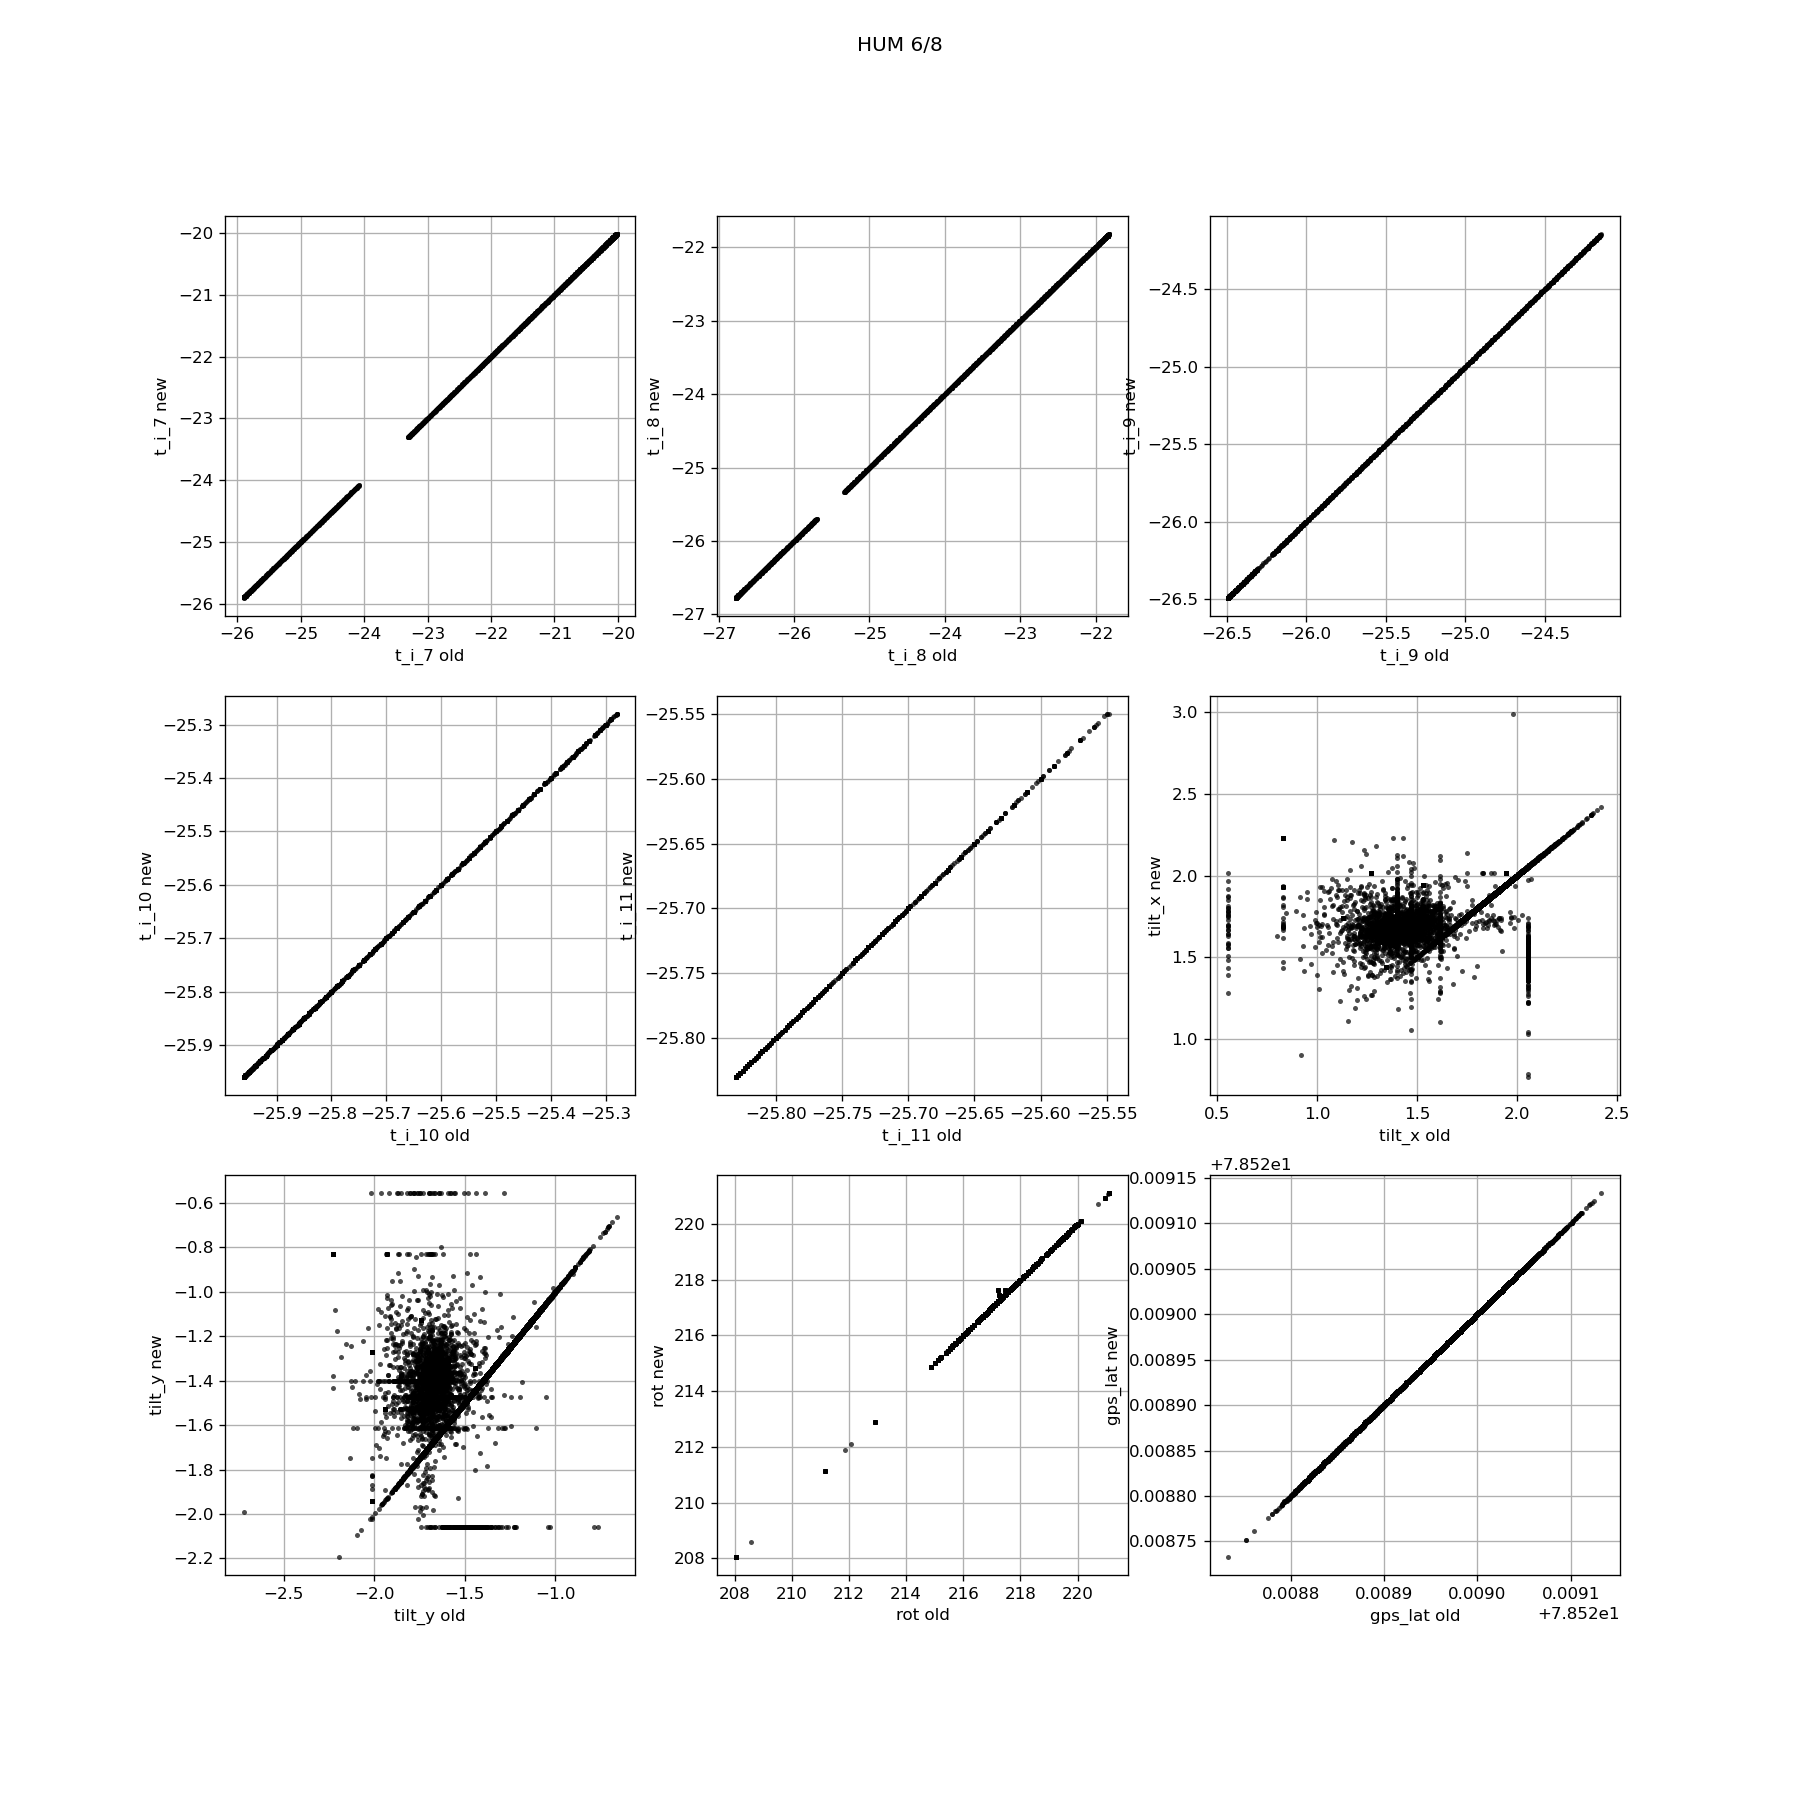 HUM 6/8
−20
−21
−22
−23
−24
−25
−26
t_i_7 new
−26 −25 −24 −23 −22 −21 −20
t_i_7 old
−22
−23
−24
−25
−26
−27
t_i_8 new
−27 −26 −25 −24 −23 −22
t_i_8 old
−24.5
−25.0
−25.5
−26.0
−26.5
t_i_9 new
−26.5 −26.0 −25.5 −25.0 −24.5
t_i_9 old
−25.3
−25.4
−25.5
−25.6
−25.7
−25.8
−25.9
t_i_10 new
−25.9 −25.8 −25.7 −25.6 −25.5 −25.4 −25.3
t_i_10 old
−25.55
−25.60
−25.65
−25.70
−25.75
−25.80
t_i_11 new
−25.80 −25.75 −25.70 −25.65 −25.60 −25.55
t_i_11 old
3.0
2.5
2.0
1.5
1.0
tilt_x new
0.5 1.0 1.5 2.0 2.5
tilt_x old
−0.6
−0.8
−1.0
−1.2
−1.4
−1.6
−1.8
−2.0
−2.2
tilt_y new
−2.5 −2.0 −1.5 −1.0
tilt_y old
220
218
216
214
212
210
208
rot new
208 210 212 214 216 218 220
rot old
+7.852e1
0.00915
0.00910
0.00905
0.00900
0.00895
0.00890
0.00885
0.00880
0.00875
gps_lat new
0.0088 0.0089 0.0090 0.0091
gps_lat old
+7.852e1